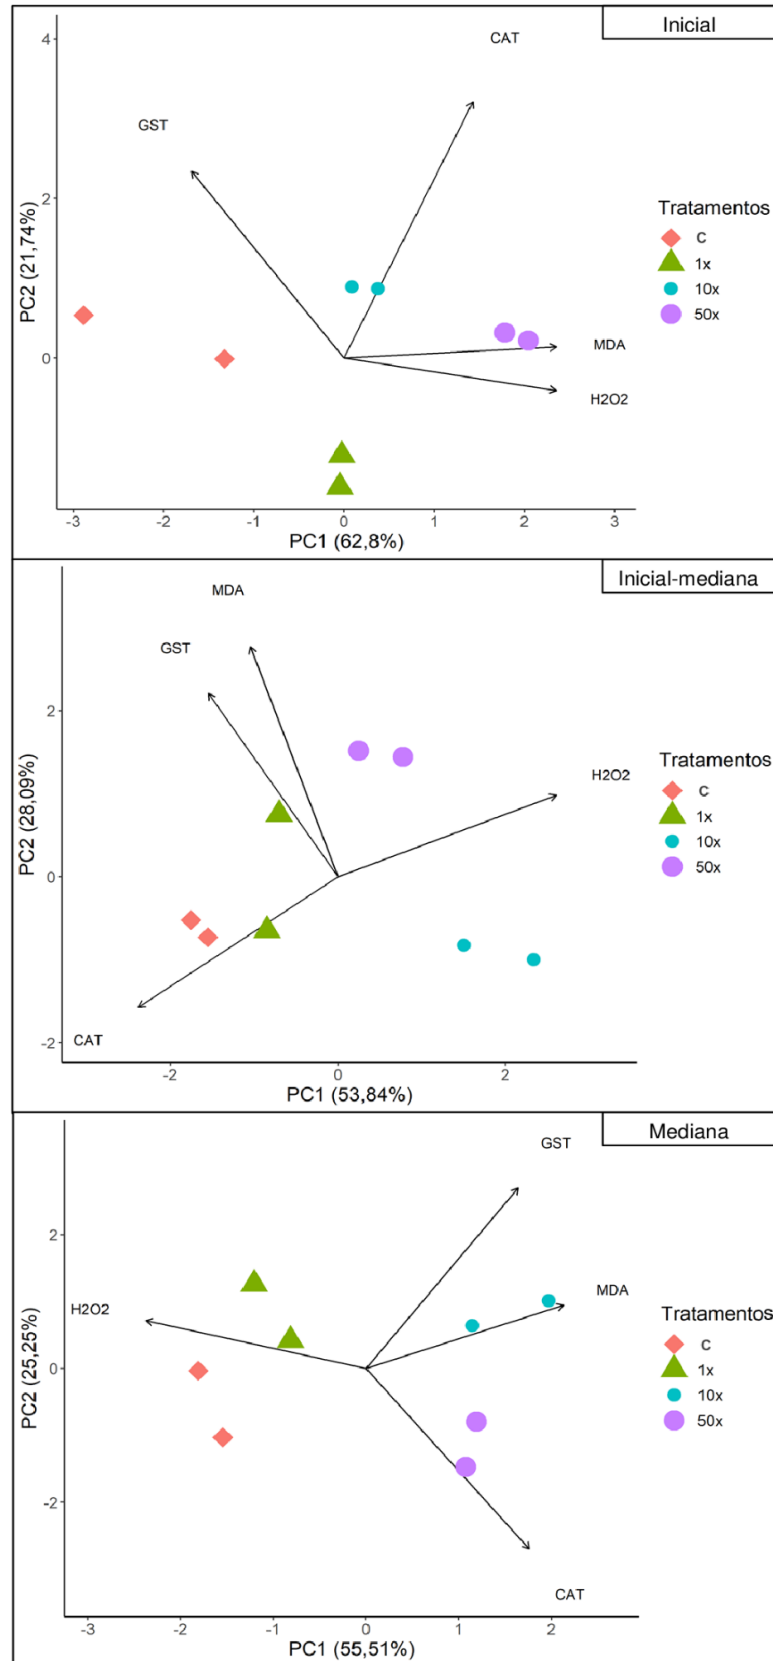 Inicial
4
CAT
GST
2
PC2 (21,74%)
Tratamentos
C
1x
10x
50x
MDA
0
H2O2
-3
-2
-1
0
1
2
3
PC1 (62,8%)
Inicial-mediana
MDA
GST
2
H2O2
PC2 (28,09%)
Tratamentos
C
1x
10x
50x
0
CAT
-2
-2
0
2
PC1 (53,84%)
Mediana
GST
2
H2O2
MDA
PC2 (25,25%)
Tratamentos
C
1x
10x
50x
0
-2
CAT
-3
-2
-1
0
1
2
PC1 (55,51%)